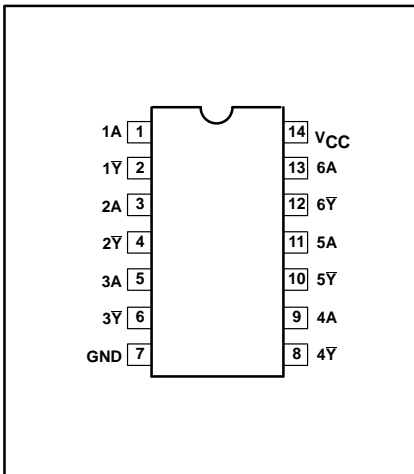 1A 1 14 VCC
1Y̅ 2 13 6A
2A 3 12 6Y̅
2Y̅ 4 11 5A
3A 5 10 5Y̅
3Y̅ 6 9 4A
GND 7 8 4Y̅